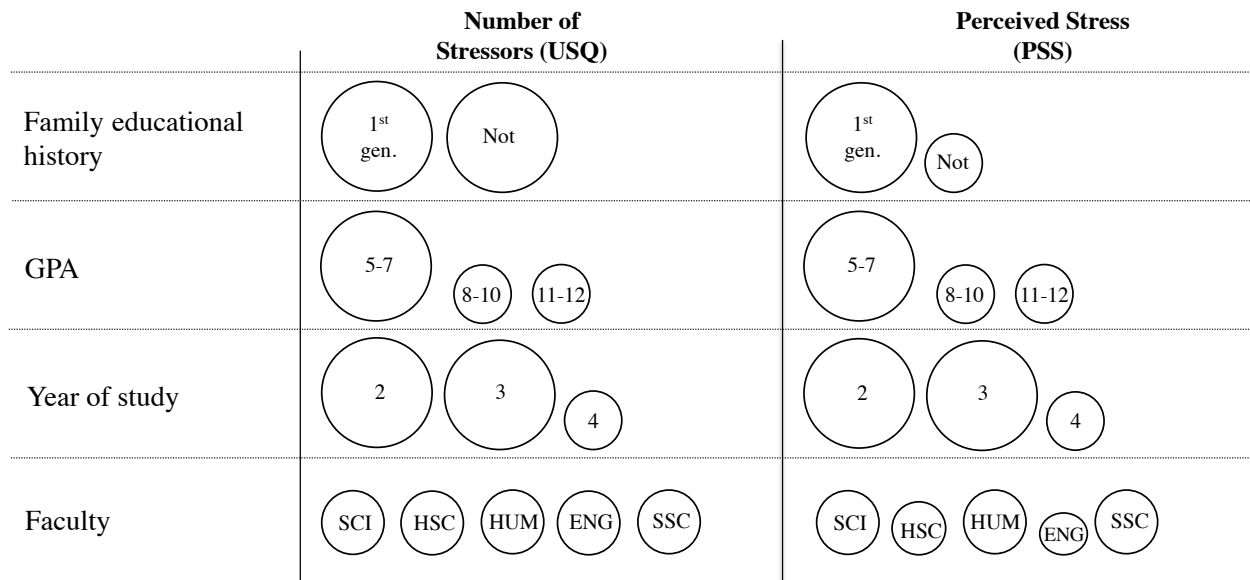 Number of
Stressors (USQ)
Perceived Stress
(PSS)
Family educational
history
1st
gen.
Not
1st
gen.
Not
GPA
5-7
8-10
11-12
5-7
8-10
11-12
Year of study
2
3
4
2
3
4
Faculty
SCI
HSC
HUM
ENG
SSC
SCI
HSC
HUM
ENG
SSC